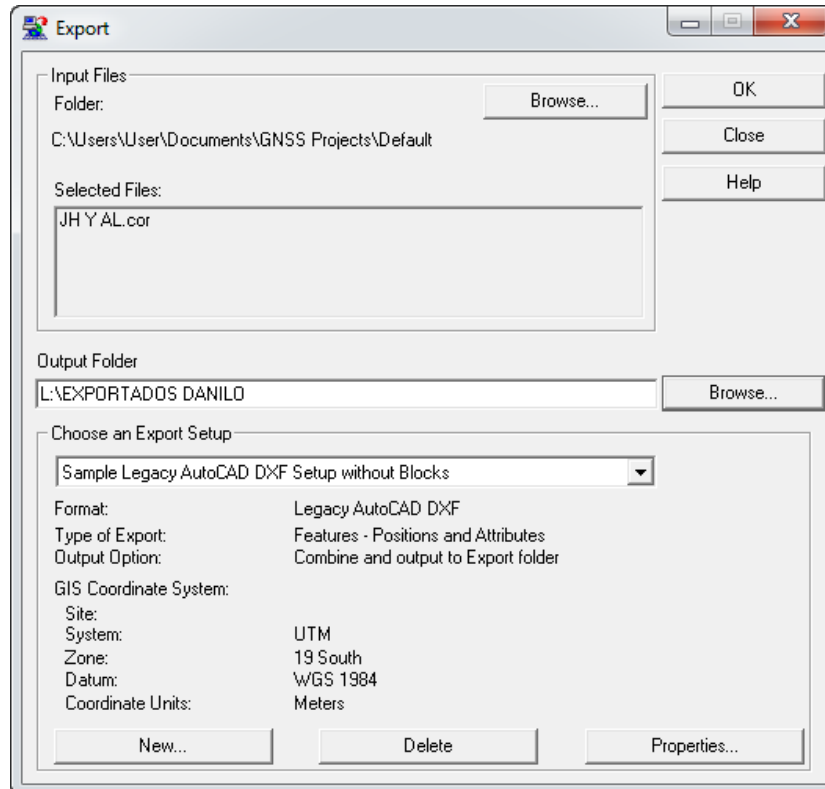 Export
Input Files
Folder:
Browse...
OK
C:\Users\User\Documents\GNSS Projects\Default
Close
Selected Files:
Help
JH Y AL.cor
Output Folder
L:\EXPORTADOS DANILO
Browse...
Choose an Export Setup
Sample Legacy AutoCAD DXF Setup without Blocks
Format: Legacy AutoCAD DXF
Type of Export: Features - Positions and Attributes
Output Option: Combine and output to Export folder
GIS Coordinate System:
Site:
System: UTM
Zone: 19 South
Datum: WGS 1984
Coordinate Units: Meters
New... Delete Properties...